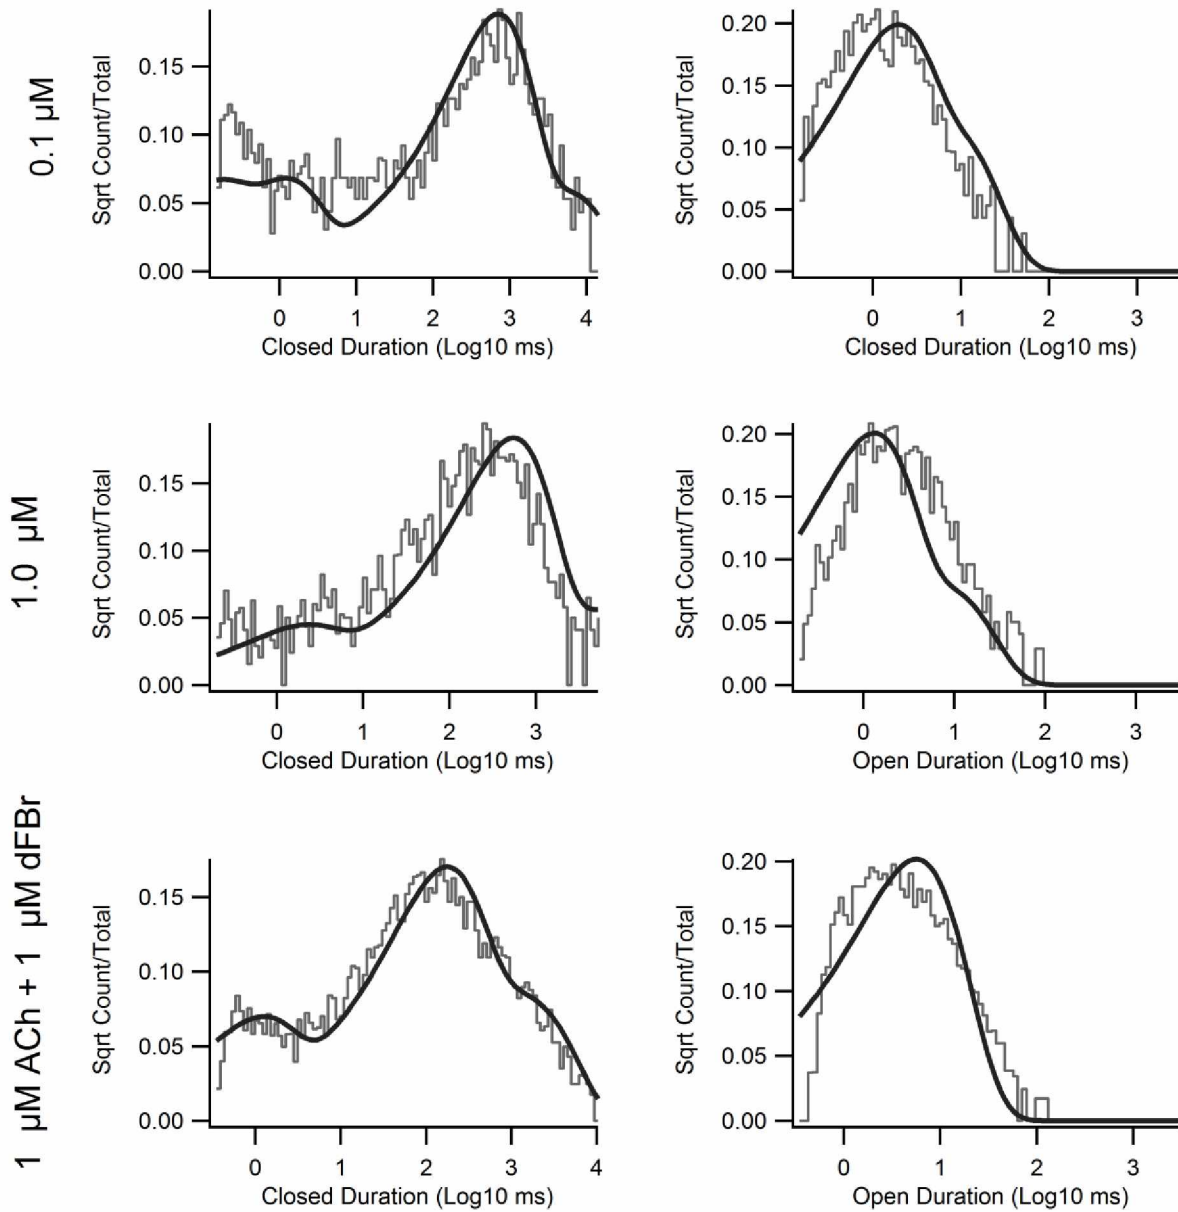 0.1 µM
Sqrt Count/Total
0.15
0.10
0.05
0.00
0 1 2 3 4
Closed Duration (Log10 ms)
Sqrt Count/Total
0.20
0.15
0.10
0.05
0.00
0 1 2 3
Closed Duration (Log10 ms)
1.0 µM
Sqrt Count/Total
0.15
0.10
0.05
0.00
0 1 2 3
Closed Duration (Log10 ms)
Sqrt Count/Total
0.20
0.15
0.10
0.05
0.00
0 1 2 3
Open Duration (Log10 ms)
1 µM ACh + 1 µM dFBr
Sqrt Count/Total
0.15
0.10
0.05
0.00
0 1 2 3 4
Closed Duration (Log10 ms)
Sqrt Count/Total
0.20
0.15
0.10
0.05
0.00
0 1 2 3
Open Duration (Log10 ms)